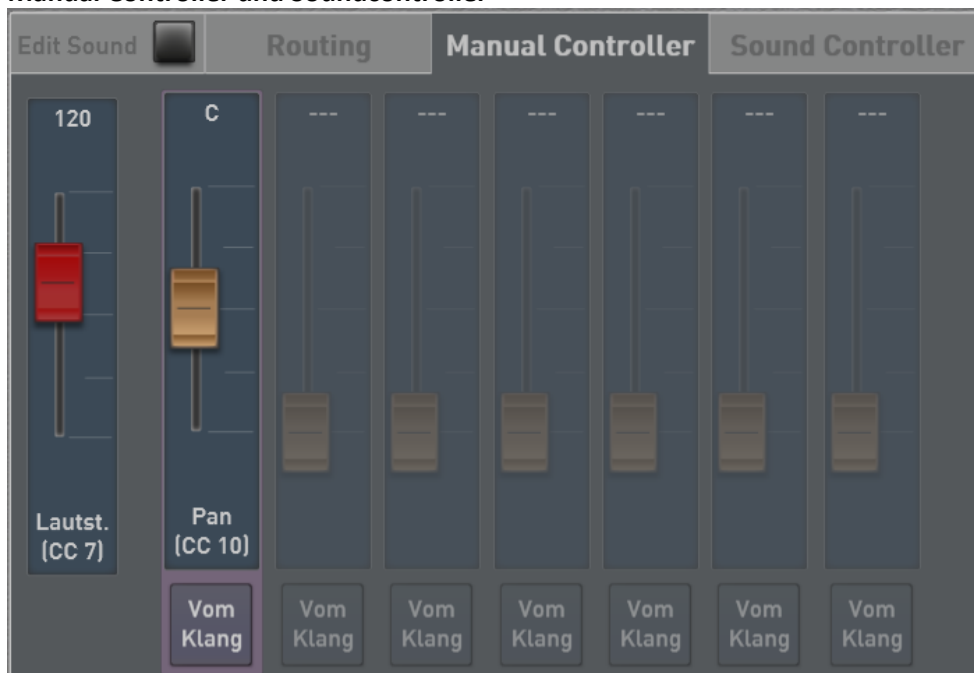 Manual Controller und Soundcontroller
Edit Sound Routing Manual Controller Sound Controller
120 C --- --- --- --- --- ---
Lautst. Pan
(CC 7) (CC 10)
Vom Vom Vom Vom Vom Vom Vom
Klang Klang Klang Klang Klang Klang Klang